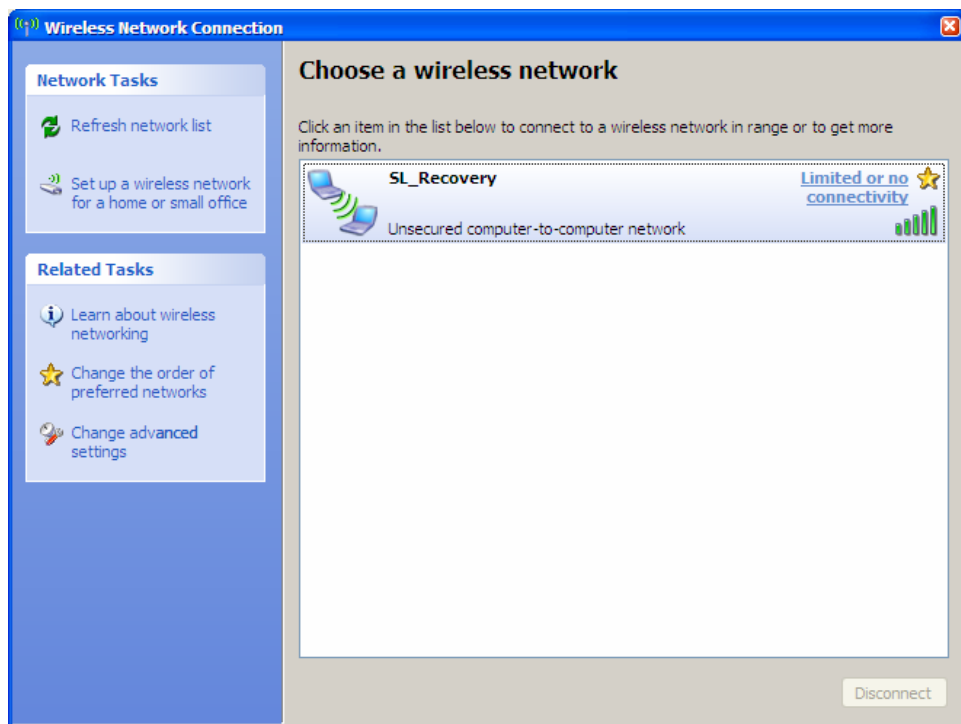 Wireless Network Connection
Network Tasks
Refresh network list
Set up a wireless network
for a home or small office
Related Tasks
Learn about wireless
networking
Change the order of
preferred networks
Change advanced
settings
Choose a wireless network
Click an item in the list below to connect to a wireless network in range or to get more
information.
SL_Recovery
Limited or no
connectivity
Unsecured computer-to-computer network
Disconnect